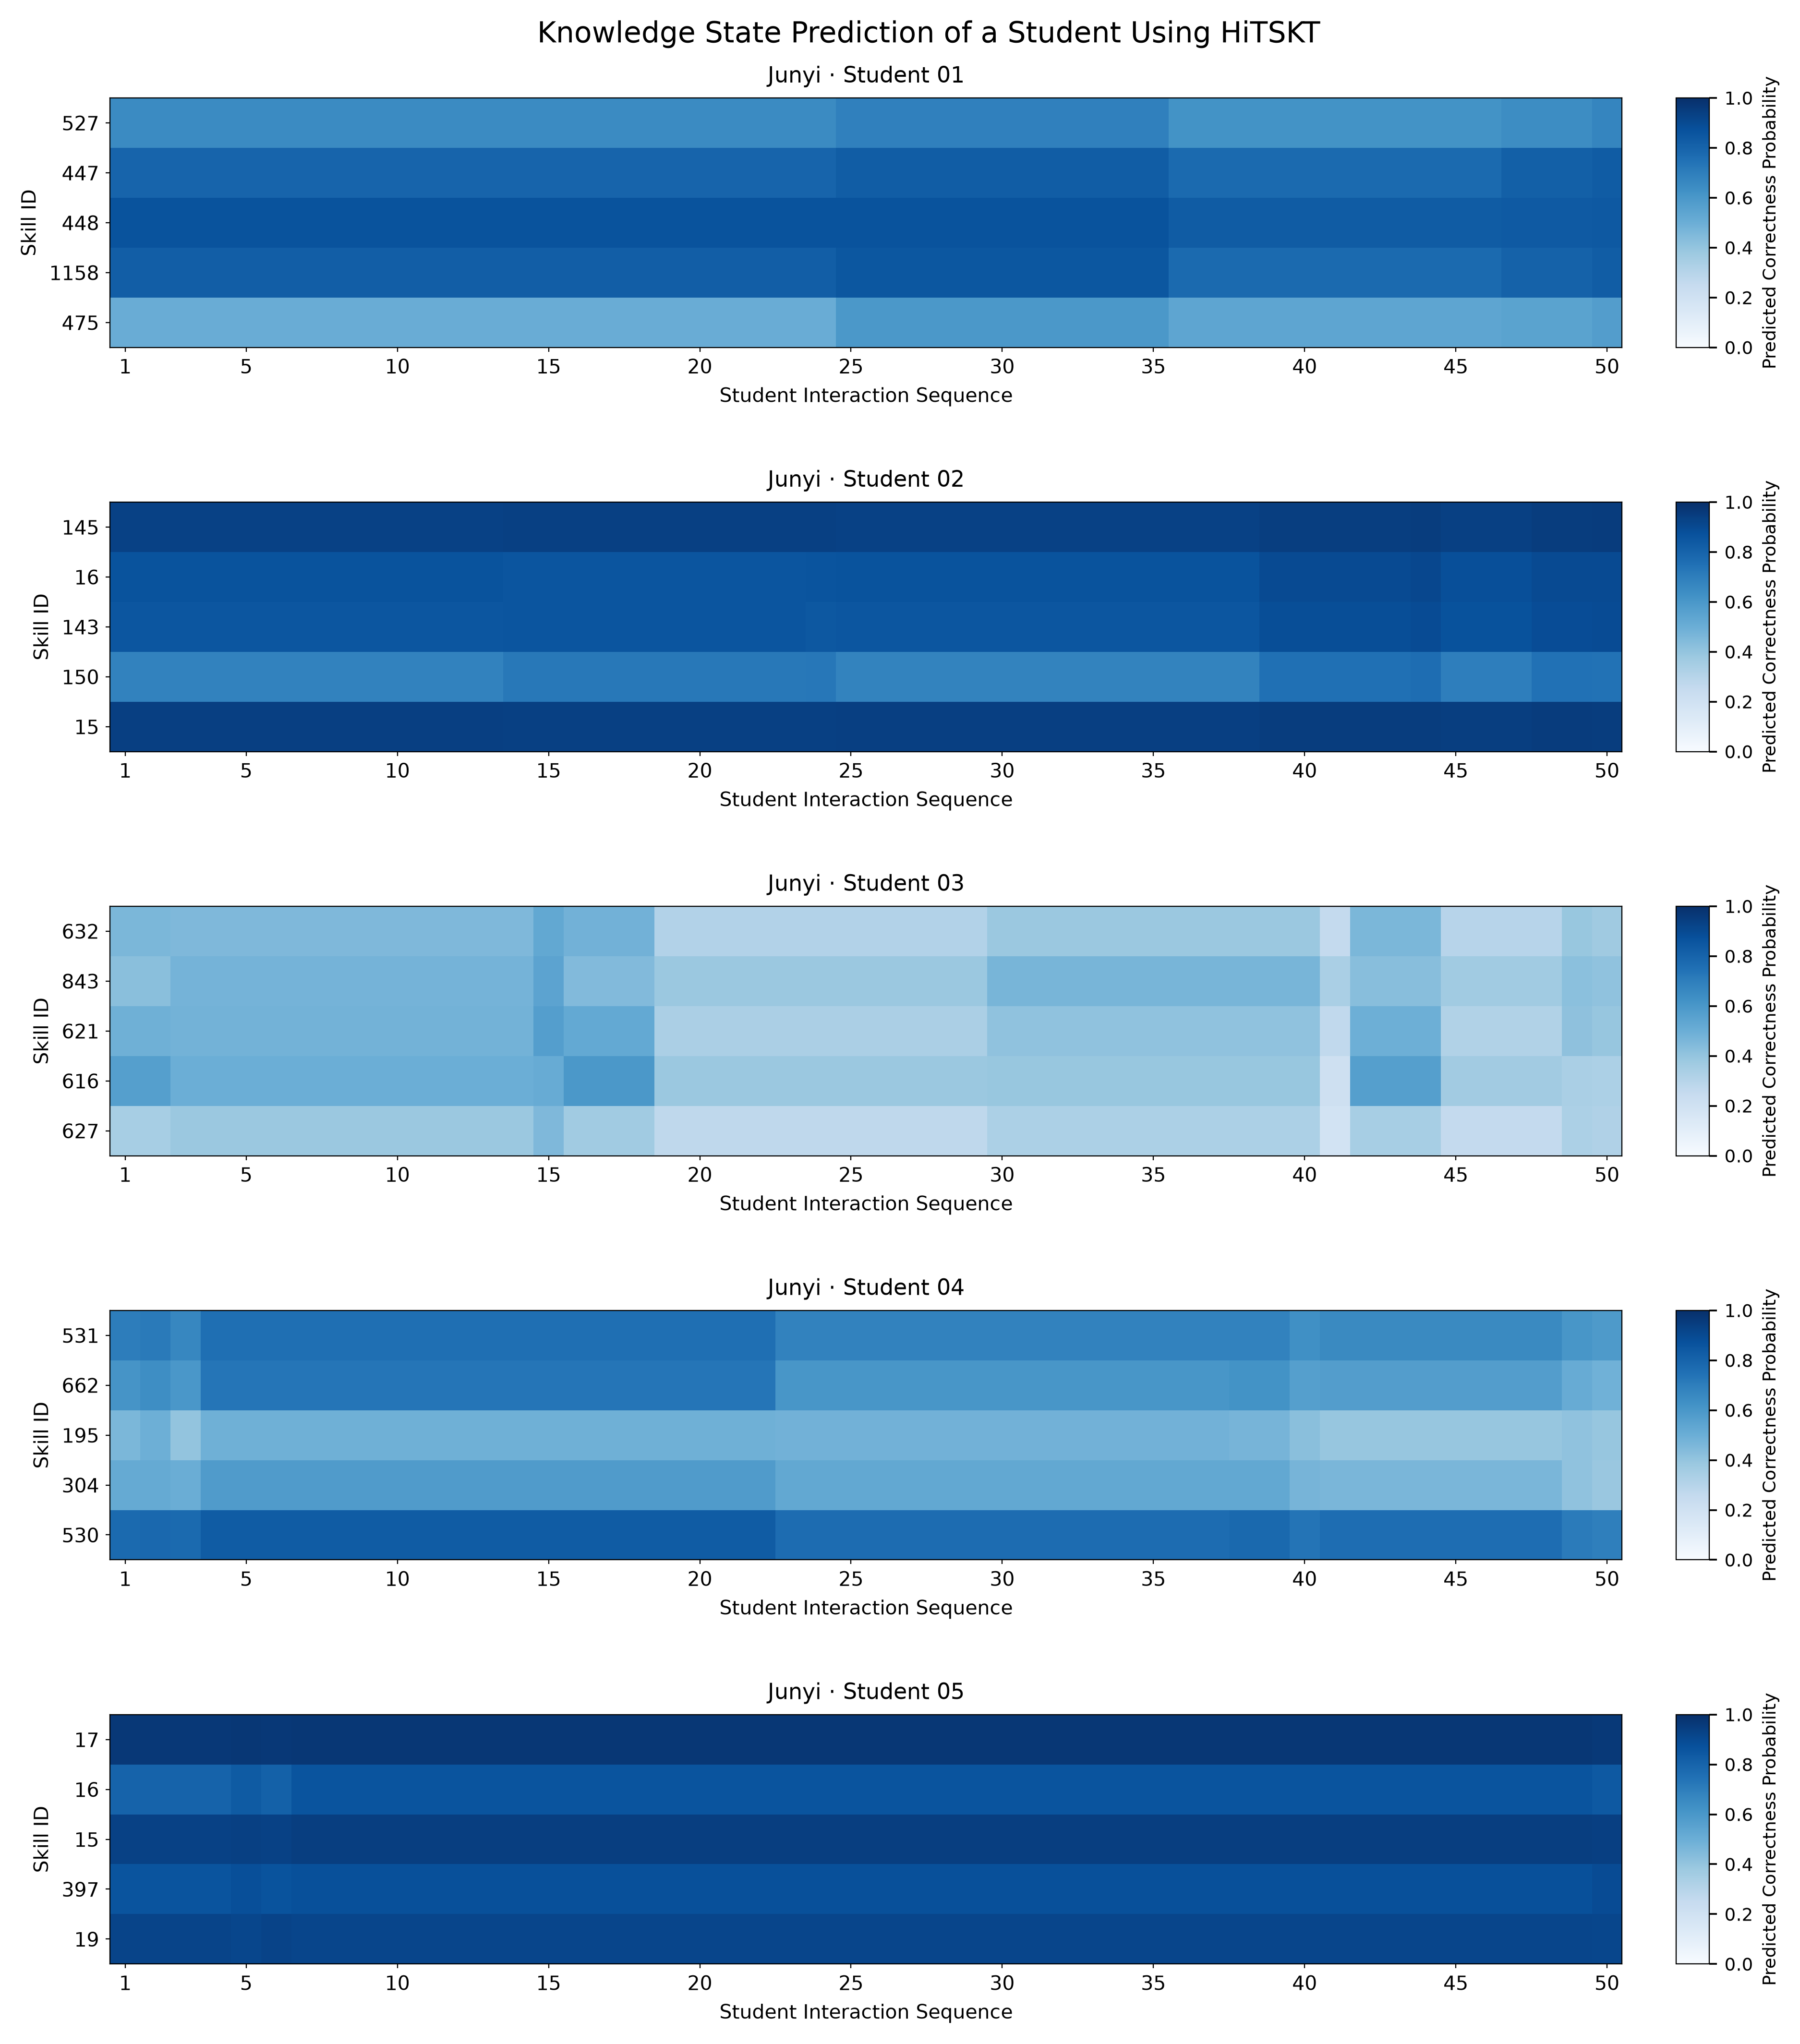 Knowledge State Prediction of a Student Using HiTSKT
Junyi · Student 01
Skill ID
527
447
448
1158
475
1 5 10 15 20 25 30 35 40 45 50
Student Interaction Sequence
1.0
0.8
0.6
0.4
0.2
0.0
Predicted Correctness Probability
Junyi · Student 02
Skill ID
145
16
143
150
15
1 5 10 15 20 25 30 35 40 45 50
Student Interaction Sequence
1.0
0.8
0.6
0.4
0.2
0.0
Predicted Correctness Probability
Junyi · Student 03
Skill ID
632
843
621
616
627
1 5 10 15 20 25 30 35 40 45 50
Student Interaction Sequence
1.0
0.8
0.6
0.4
0.2
0.0
Predicted Correctness Probability
Junyi · Student 04
Skill ID
531
662
195
304
530
1 5 10 15 20 25 30 35 40 45 50
Student Interaction Sequence
1.0
0.8
0.6
0.4
0.2
0.0
Predicted Correctness Probability
Junyi · Student 05
Skill ID
17
16
15
397
19
1 5 10 15 20 25 30 35 40 45 50
Student Interaction Sequence
1.0
0.8
0.6
0.4
0.2
0.0
Predicted Correctness Probability